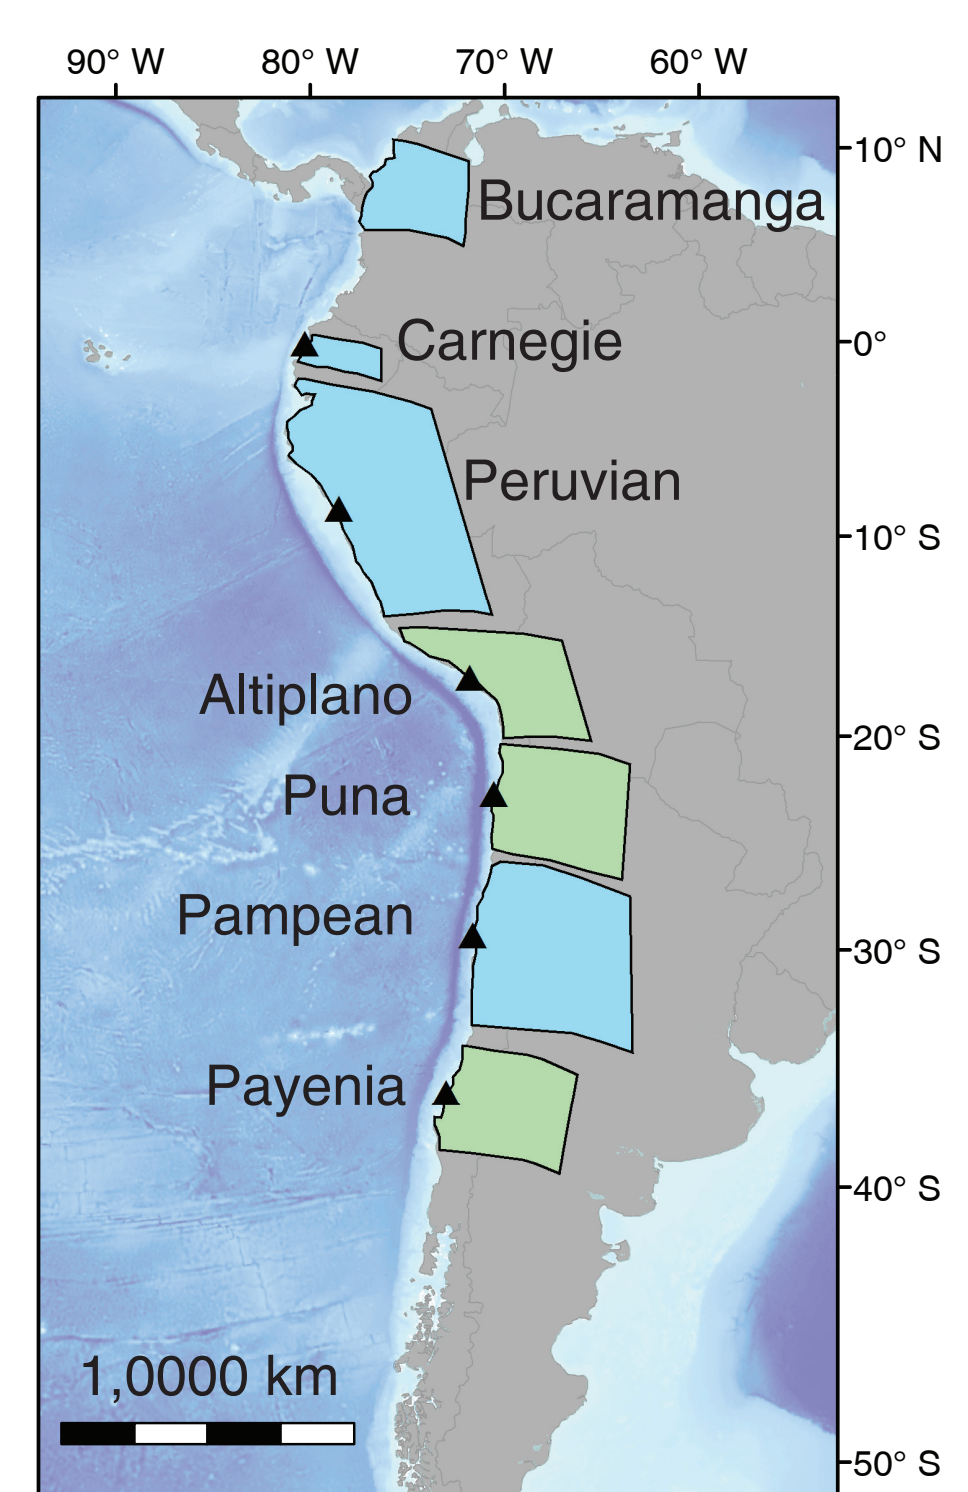 90° W 80° W 70° W 60° W
10° N
Bucaramanga
Carnegie
0°
Peruvian
10° S
Altiplano
20° S
Puna
Pampean
30° S
Payenia
40° S
1,0000 km
50° S